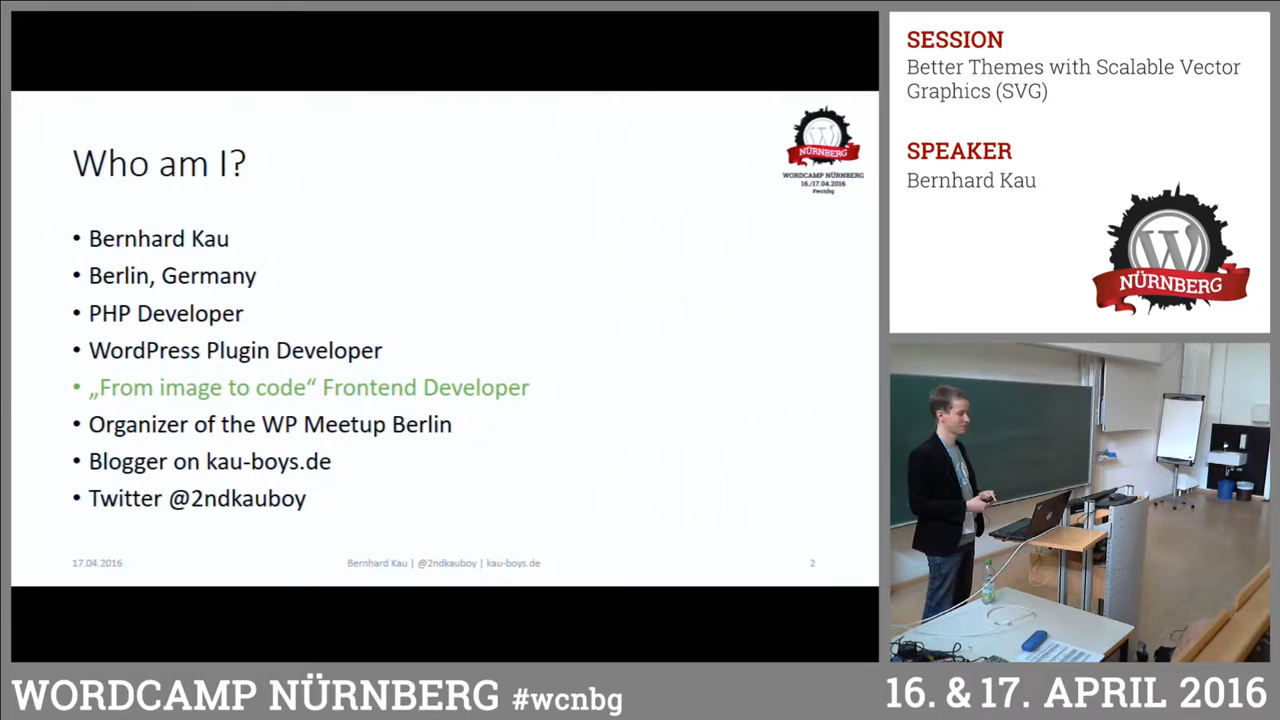 Who am I?
NÜRNBERG
WORDCAMP NÜRNBERG
16./17.04.2016
#wcnbg
• Bernhard Kau
• Berlin, Germany
• PHP Developer
• WordPress Plugin Developer
• „From image to code“ Frontend Developer
• Organizer of the WP Meetup Berlin
• Blogger on kau-boys.de
• Twitter @2ndkauboy
17.04.2016
Bernhard Kau | @2ndkauboy | kau-boys.de
2
SESSION
Better Themes with Scalable Vector
Graphics (SVG)
SPEAKER
Bernhard Kau
NÜRNBERG
WORDCAMP NÜRNBERG #wcnbg
16. & 17. APRIL 2016